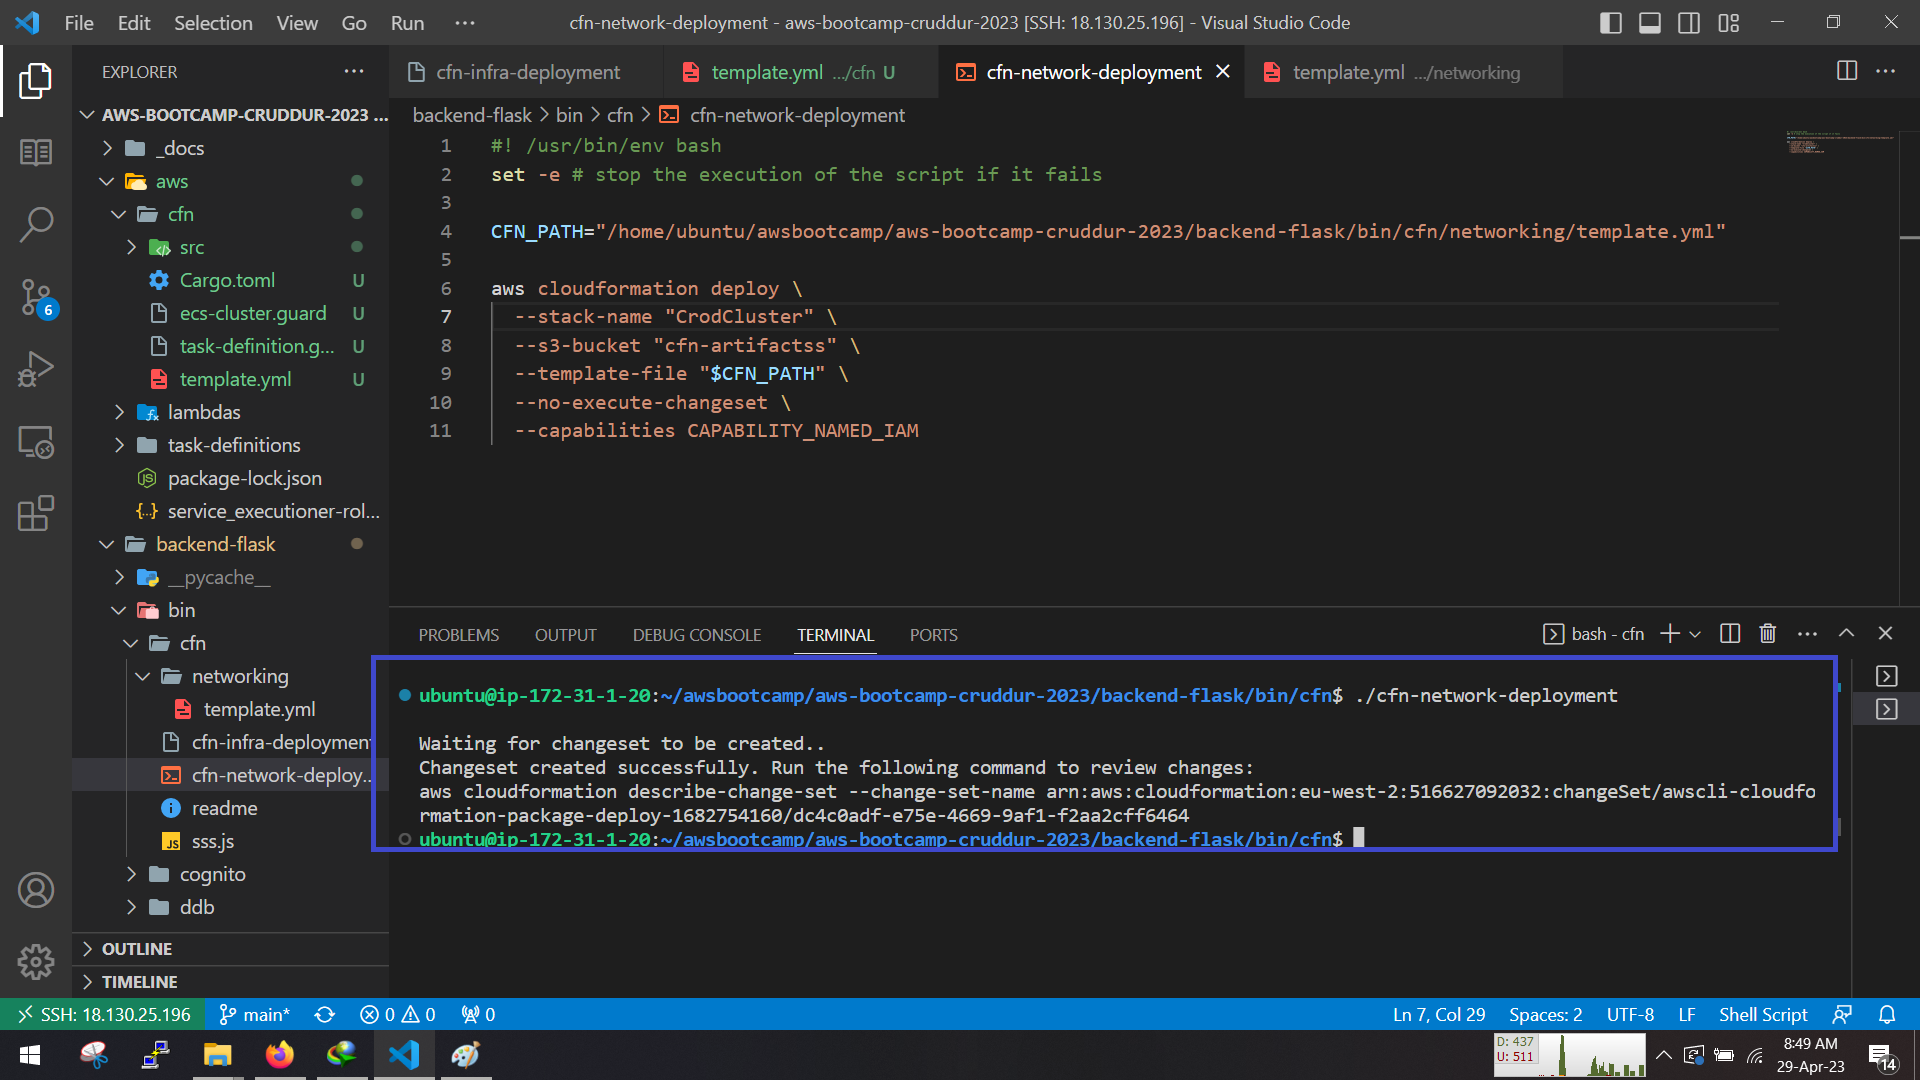 File Edit Selection View Go Run ···
cfn-network-deployment - aws-bootcamp-cruddur-2023 [SSH: 18.130.25.196] - Visual Studio Code
EXPLORER
AWS-BOOTCAMP-CRUDDUR-2023 ...
_docs
aws
cfn
src
Cargo.toml U
ecs-cluster.guard U
task-definition.g... U
template.yml U
lambdas
task-definitions
package-lock.json
service_executioner-rol...
backend-flask
__pycache__
bin
cfn
networking
template.yml
cfn-infra-deployment
cfn-network-deploy...
readme
sss.js
cognito
ddb
OUTLINE
TIMELINE
6
cfn-infra-deployment
template.yml .../cfn U
cfn-network-deployment
template.yml .../networking
backend-flask > bin > cfn > cfn-network-deployment
1 #! /usr/bin/env bash
2 set -e # stop the execution of the script if it fails
3
4 CFN_PATH="/home/ubuntu/awsbootcamp/aws-bootcamp-cruddur-2023/backend-flask/bin/cfn/networking/template.yml"
5
6 aws cloudformation deploy \
7 --stack-name "CrodCluster" \
8 --s3-bucket "cfn-artifactss" \
9 --template-file "$CFN_PATH" \
10 --no-execute-changeset \
11 --capabilities CAPABILITY_NAMED_IAM
PROBLEMS OUTPUT DEBUG CONSOLE TERMINAL PORTS
bash - cfn
ubuntu@ip-172-31-1-20:~/awsbootcamp/aws-bootcamp-cruddur-2023/backend-flask/bin/cfn$ ./cfn-network-deployment
Waiting for changeset to be created..
Changeset created successfully. Run the following command to review changes:
aws cloudformation describe-change-set --change-set-name arn:aws:cloudformation:eu-west-2:516627092032:changeSet/awscli-cloudfo
rmation-package-deploy-1682754160/dc4c0adf-e75e-4669-9af1-f2aa2cff6464
ubuntu@ip-172-31-1-20:~/awsbootcamp/aws-bootcamp-cruddur-2023/backend-flask/bin/cfn$
SSH: 18.130.25.196 main* 0 0 0
Ln 7, Col 29 Spaces: 2 UTF-8 LF Shell Script
D: 437
U: 511
8:49 AM
29-Apr-23
14